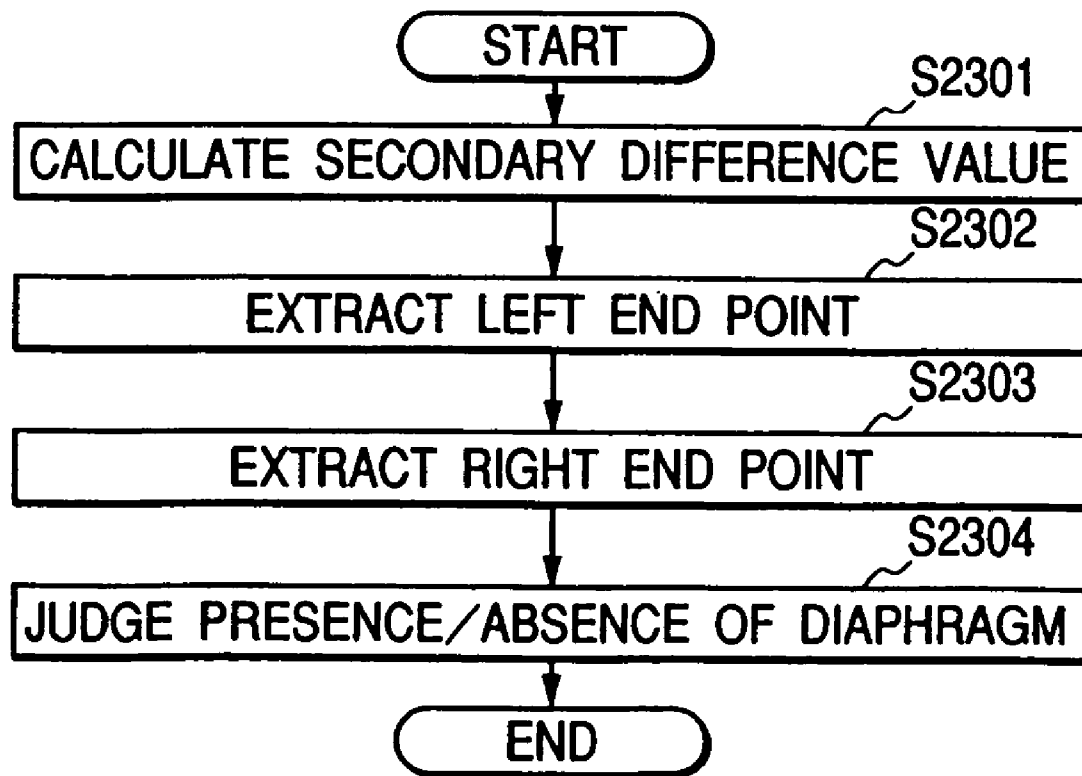 START
S2301
CALCULATE SECONDARY DIFFERENCE VALUE
S2302
EXTRACT LEFT END POINT
S2303
EXTRACT RIGHT END POINT
S2304
JUDGE PRESENCE/ABSENCE OF DIAPHRAGM
END